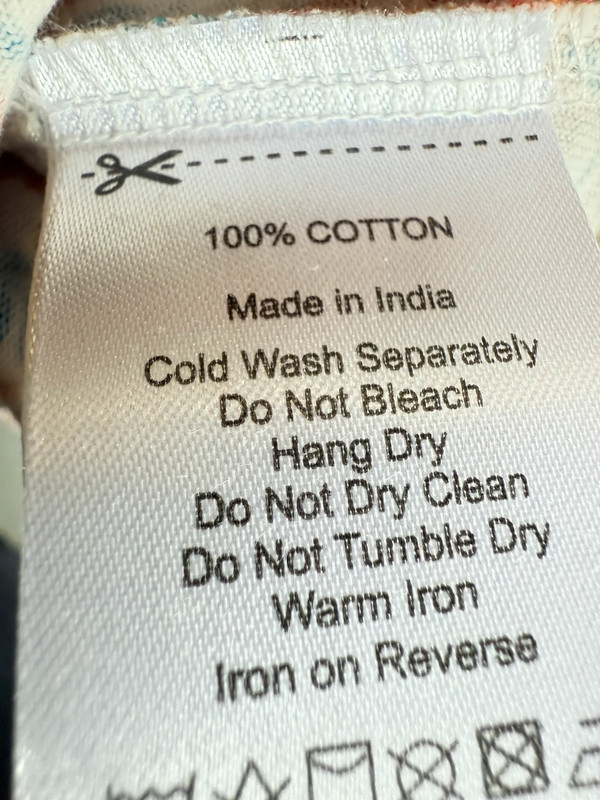 100% COTTON
Made in India
Cold Wash Separately
Do Not Bleach
Hang Dry
Do Not Dry Clean
Do Not Tumble Dry
Warm Iron
Iron on Reverse